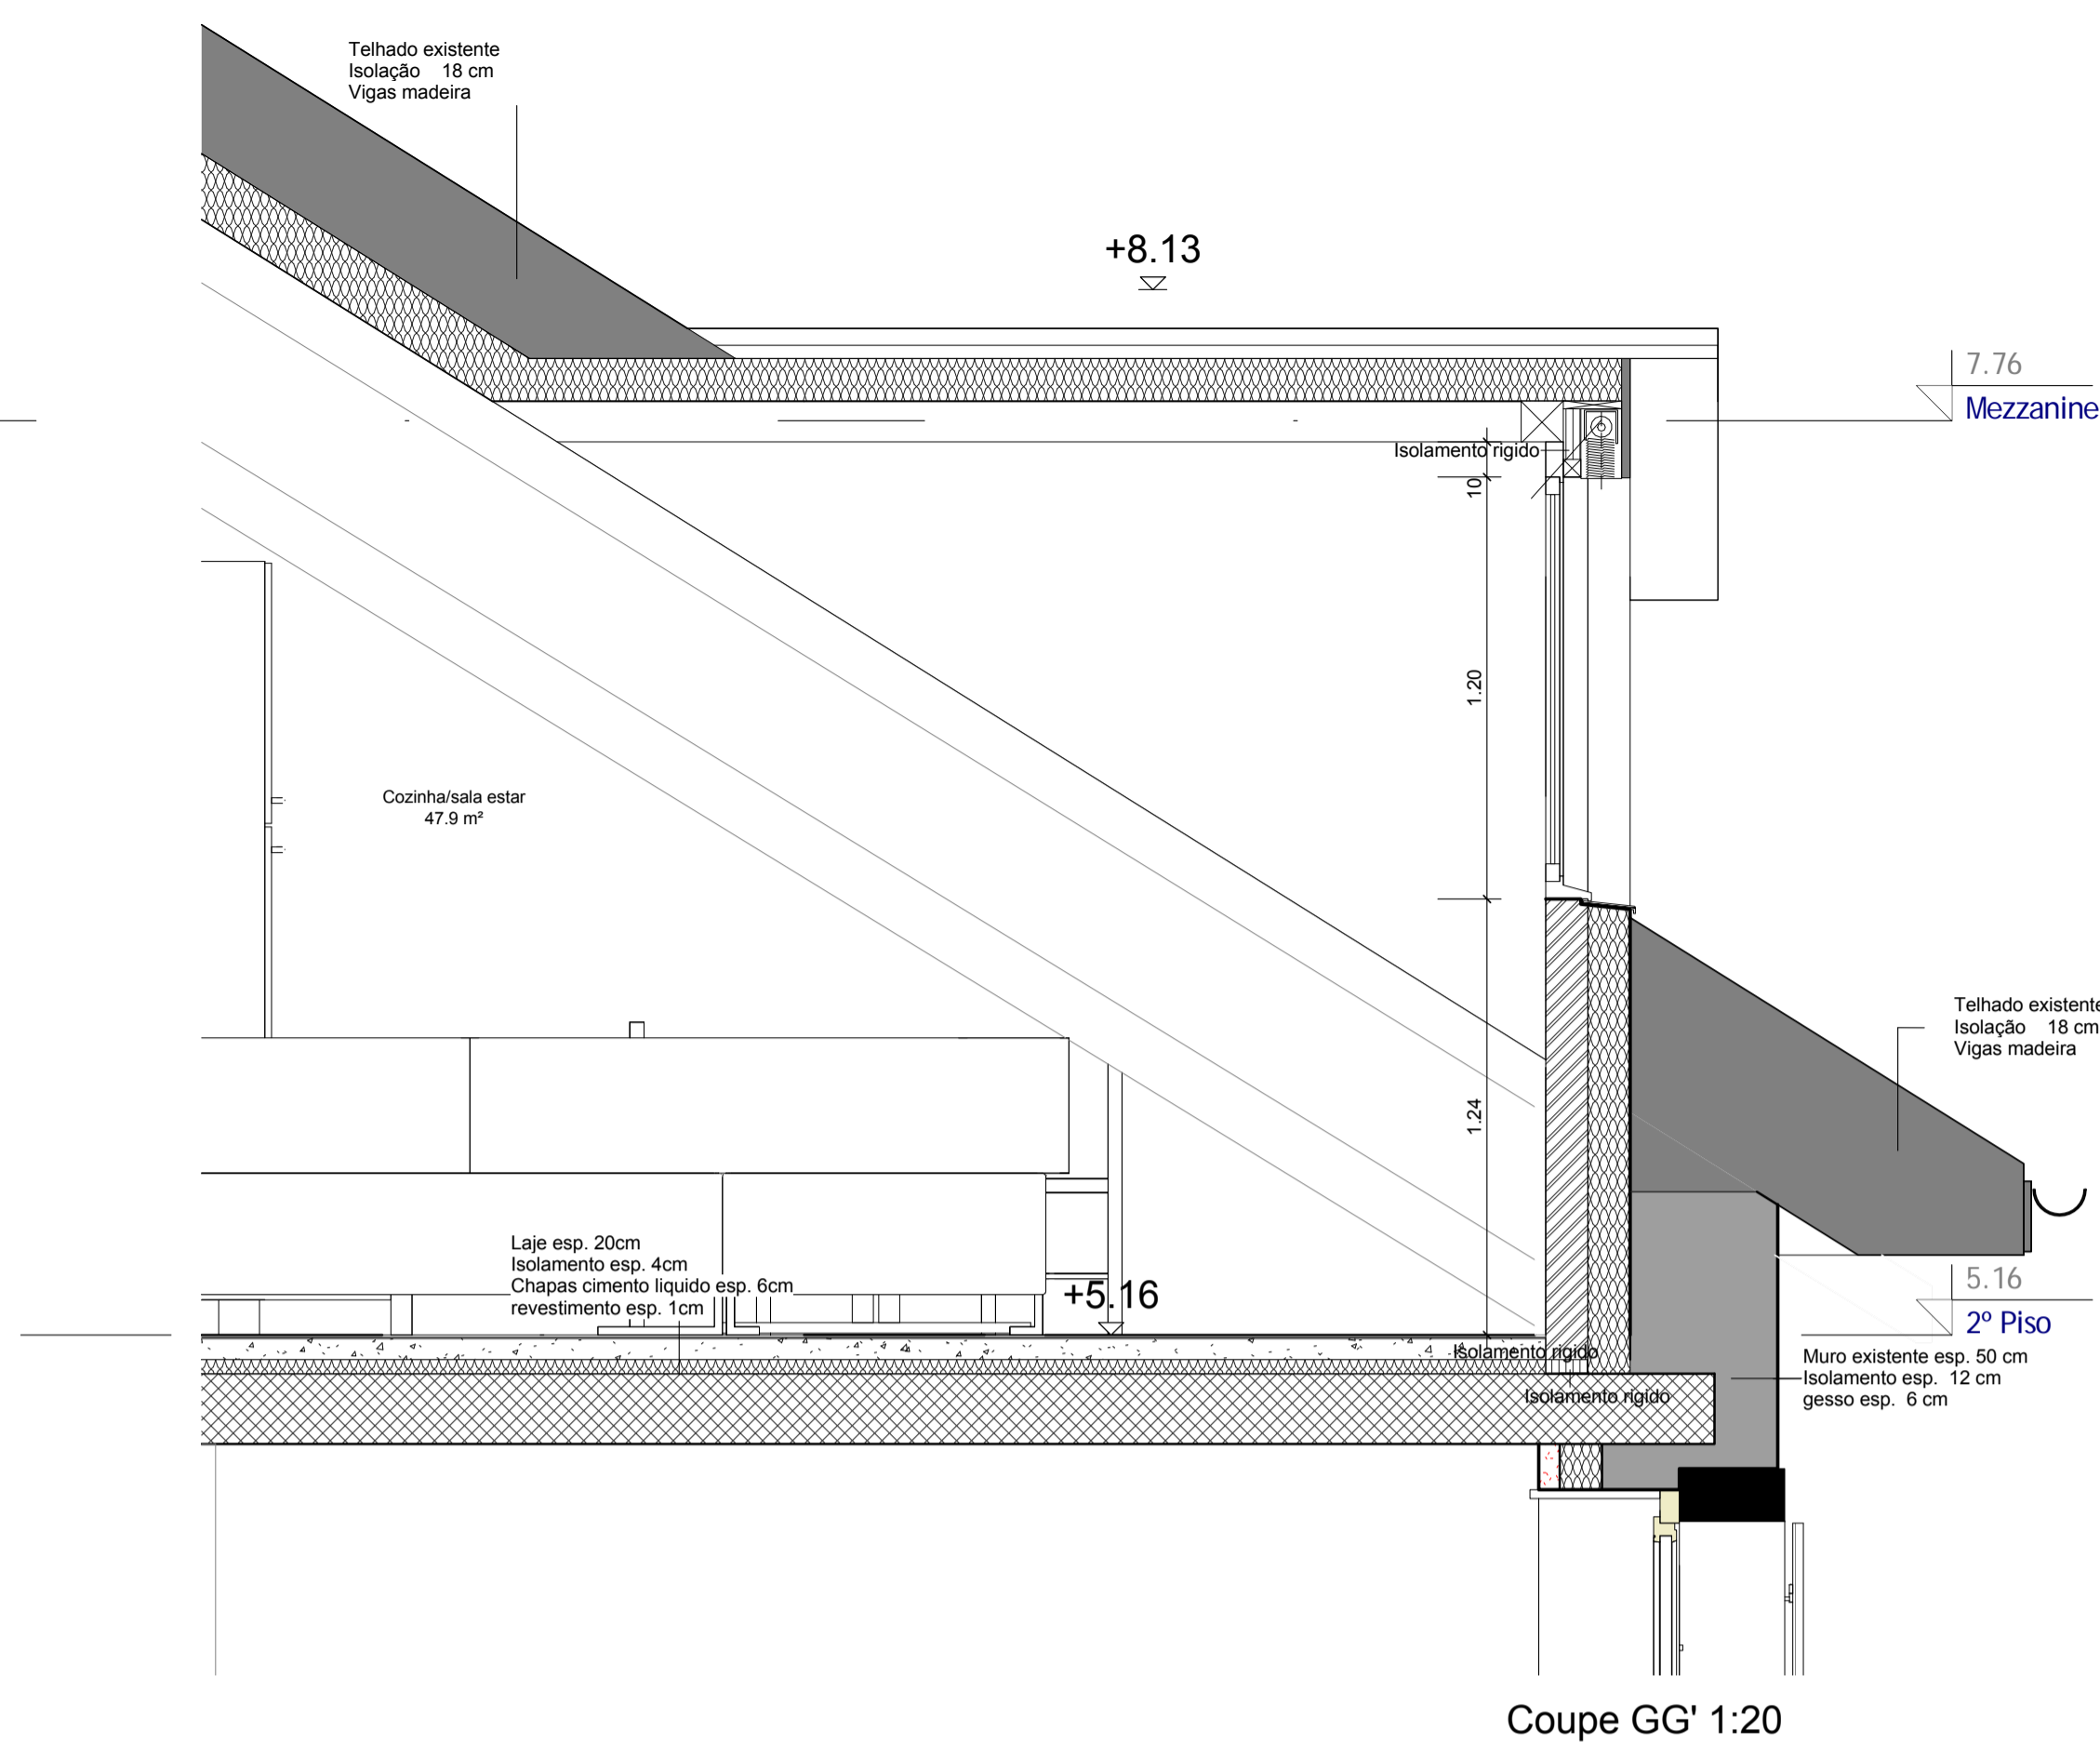 Telhado existente
Isolação 18 cm
Vigas madeira
+8.13
7.76
Mezzanine
Isolamento rigido
10
1.20
Cozinha/sala estar
47.9 m²
Telhado existente
Isolação 18 cm
Vigas madeira
1.24
Laje esp. 20cm
Isolamento esp. 4cm
Chapas cimento liquido esp. 6cm
revestimento esp. 1cm
+5.16
5.16
2º Piso
Isolamento rigido
Isolamento rigido
Muro existente esp. 50 cm
Isolamento esp. 12 cm
gesso esp. 6 cm
Coupe GG' 1:20